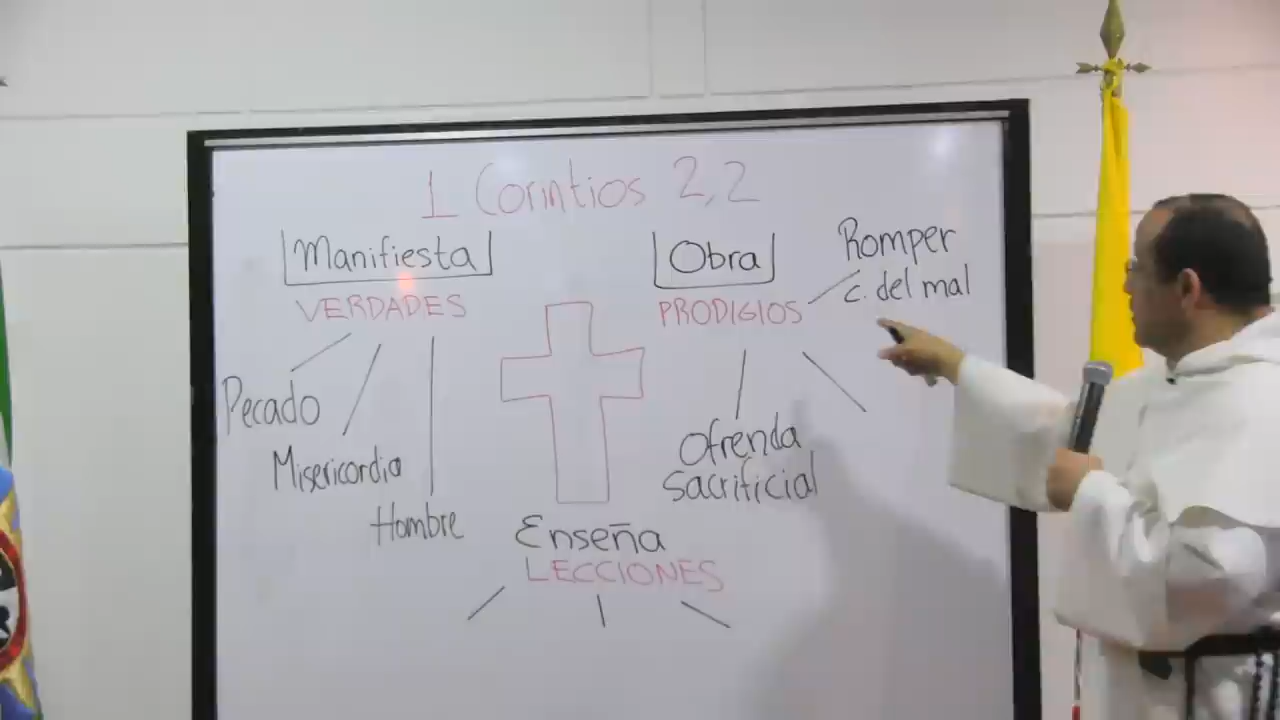 1 Corintios 2,2
Manifiesta
VERDADES
Pecado
Misericordia
Hombre
Obra
PRODIGIOS
Romper
c. del mal
Ofrenda
sacrificial
Enseña
LECCIONES